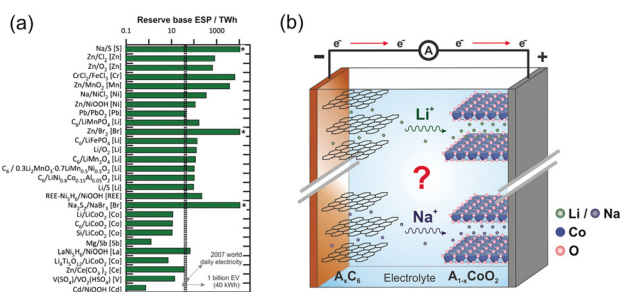 (a)
Reserve base ESP / TWh
0.1 10 1000
Na/S [S] *
Zn/Cl₂ [Zn]
Zn/O₂ [Zn]
CrCl₂/FeCl₃ [Cr]
Zn/MnO₂ [Mn]
Na/NiCl₂ [Ni]
Zn/NiOOH [Ni]
Pb/PbO₂ [Pb]
C₆/LiMnPO₄ [Li]
Zn/Br₂ [Br] *
C₆/LiFePO₄ [Li]
Li/O₂ [Li]
C₆/LiMn₂O₄ [Li]
C₆ / 0.3Li₂MnO₃·0.7LiMn₀.₅Ni₀.₅O₂ [Li]
C₆/LiNi₀.₈Co₀.₁₅Al₀.₀₅O₂ [Li]
Li/S [Li]
REE-Ni₅H₆/NiOOH [REE]
Na₂S₂/NaBr₃ [Br] *
Li/LiCoO₂ [Co]
C₆/LiCoO₂ [Co]
Si/LiCoO₂ [Co]
Mg/Sb [Sb]
LaNi₅H₆/NiOOH [La]
Li₄Ti₅O₁₂/LiCoO₂ [Co]
Zn/Ce(CO₃)₂ [Ce]
V(SO₄)/VO₂(HSO₄) [V]
Cd/NiOOH [Cd]
2007 world
daily electricity
1 billion EV
(40 kWh)
(b)
e⁻ e⁻ A e⁻ e⁻
− +
Li⁺
?
Na⁺
AₓC₆ Electrolyte A₁₋ₓCoO₂
Li / Na
Co
O